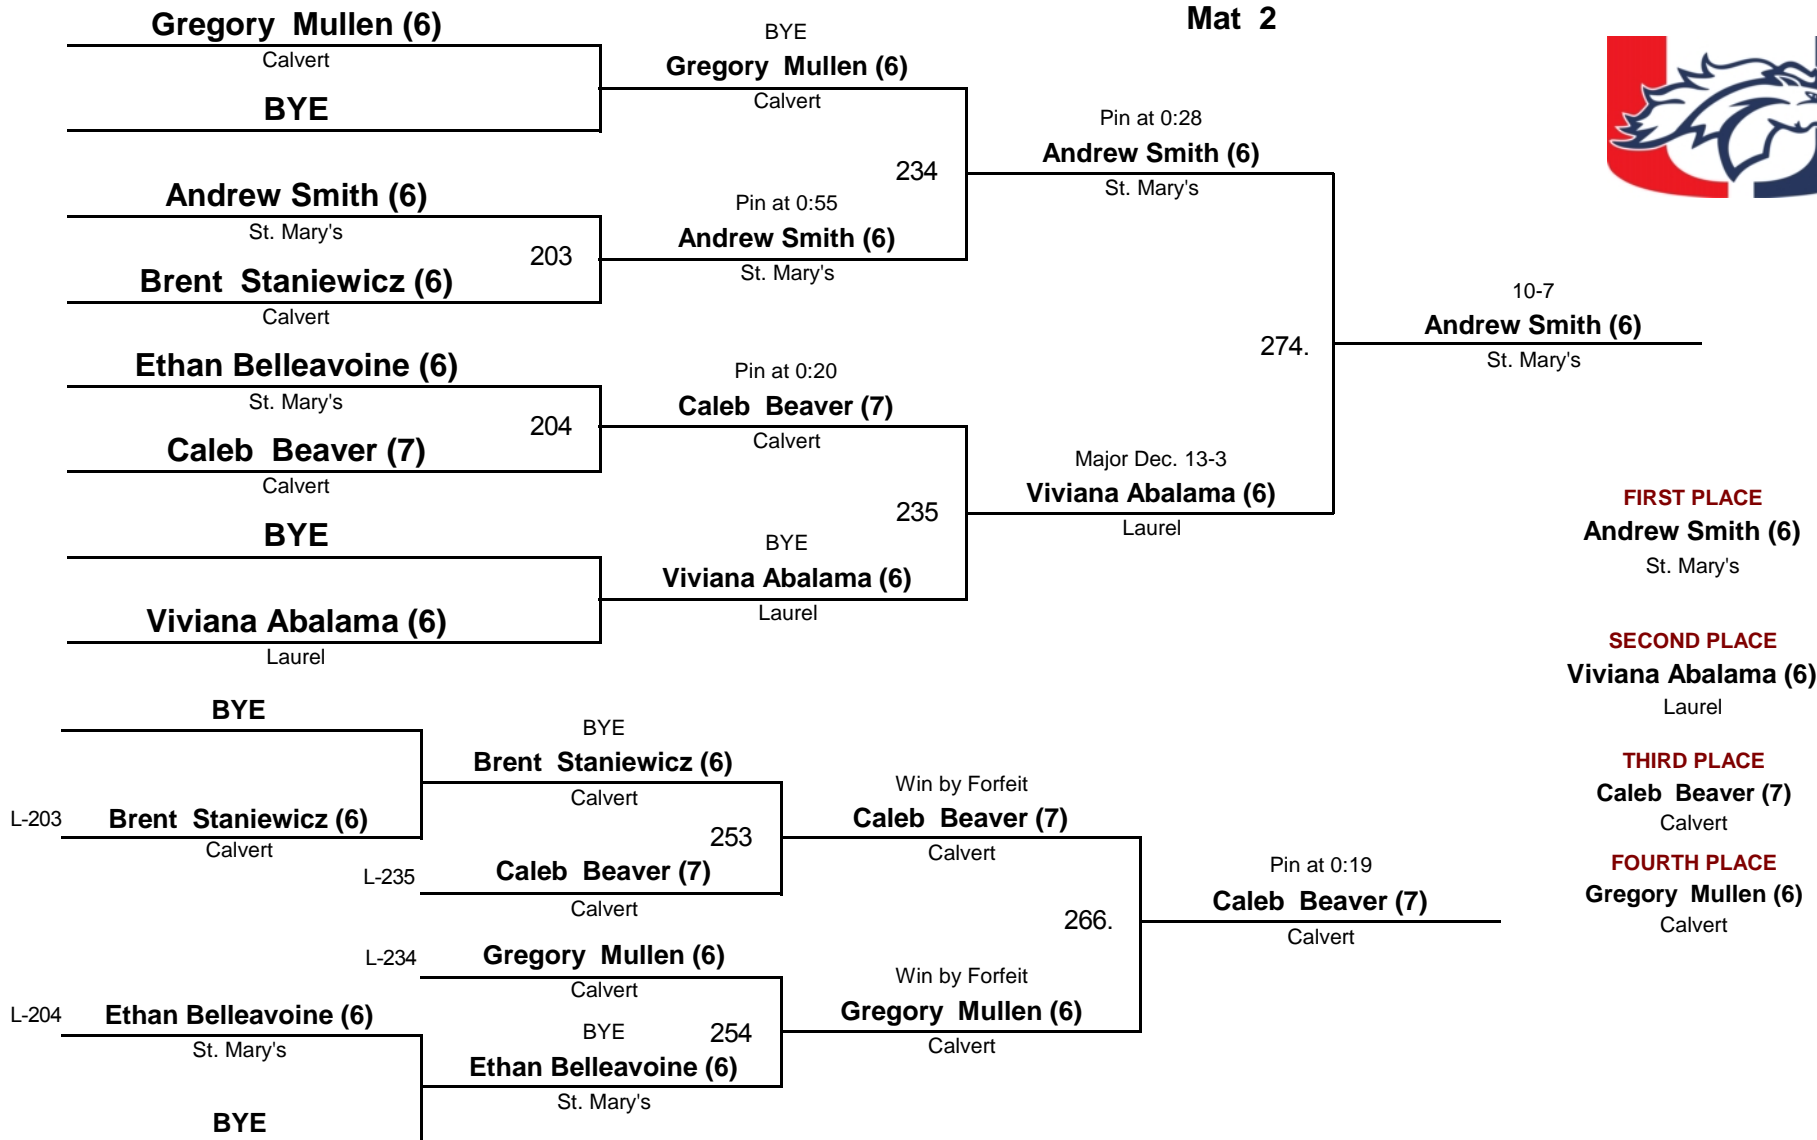 Mat 2
Gregory Mullen (6)
Calvert
BYE
Andrew Smith (6)
St. Mary's
203
Brent Staniewicz (6)
Calvert
Ethan Belleavoine (6)
St. Mary's
204
Caleb Beaver (7)
Calvert
BYE
Viviana Abalama (6)
Laurel
BYE
Gregory Mullen (6)
Calvert
234
Pin at 0:55
Andrew Smith (6)
St. Mary's
Pin at 0:20
Caleb Beaver (7)
Calvert
235
BYE
Viviana Abalama (6)
Laurel
Pin at 0:28
Andrew Smith (6)
St. Mary's
274.
Major Dec. 13-3
Viviana Abalama (6)
Laurel
10-7
Andrew Smith (6)
St. Mary's
FIRST PLACE
Andrew Smith (6)
St. Mary's
SECOND PLACE
Viviana Abalama (6)
Laurel
THIRD PLACE
Caleb Beaver (7)
Calvert
FOURTH PLACE
Gregory Mullen (6)
Calvert
BYE
L-203
Brent Staniewicz (6)
Calvert
L-204
Ethan Belleavoine (6)
St. Mary's
BYE
BYE
Brent Staniewicz (6)
Calvert
253
L-235
Caleb Beaver (7)
Calvert
L-234
Gregory Mullen (6)
Calvert
BYE
254
Ethan Belleavoine (6)
St. Mary's
Win by Forfeit
Caleb Beaver (7)
Calvert
266.
Win by Forfeit
Gregory Mullen (6)
Calvert
Pin at 0:19
Caleb Beaver (7)
Calvert